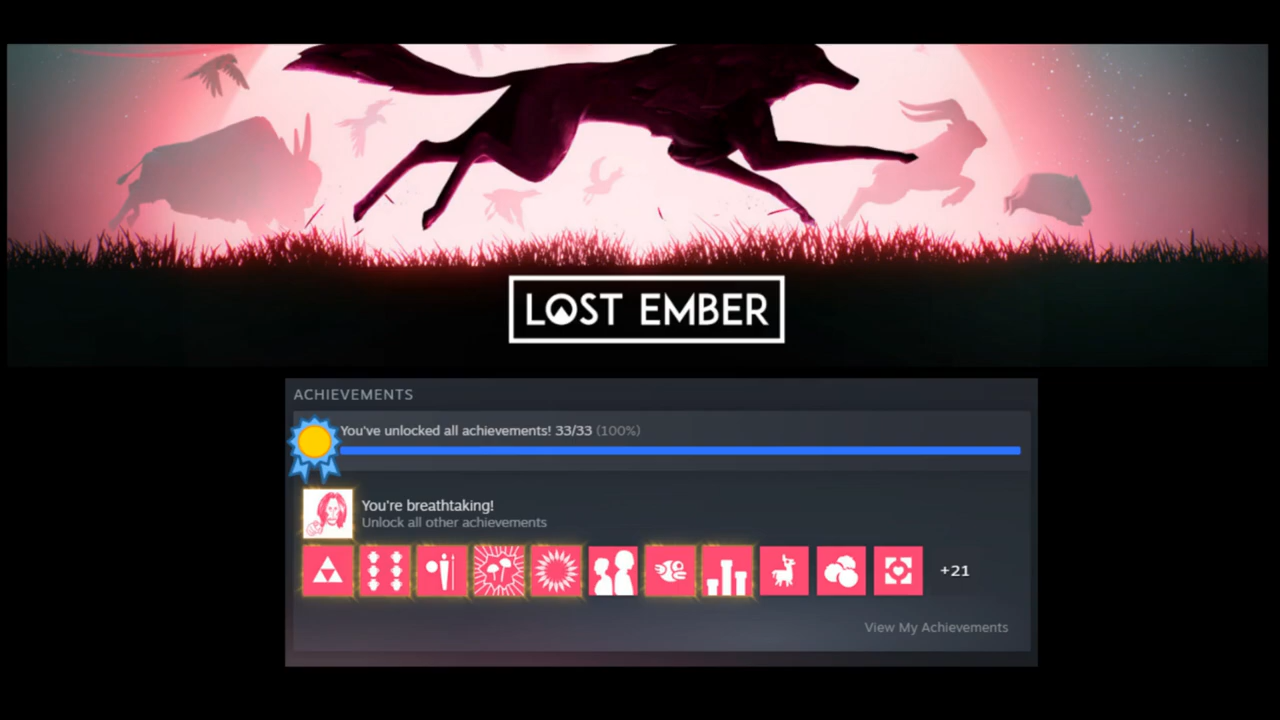 LOST EMBER
ACHIEVEMENTS
You've unlocked all achievements! 33/33 (100%)
You're breathtaking!
Unlock all other achievements
+21
View My Achievements